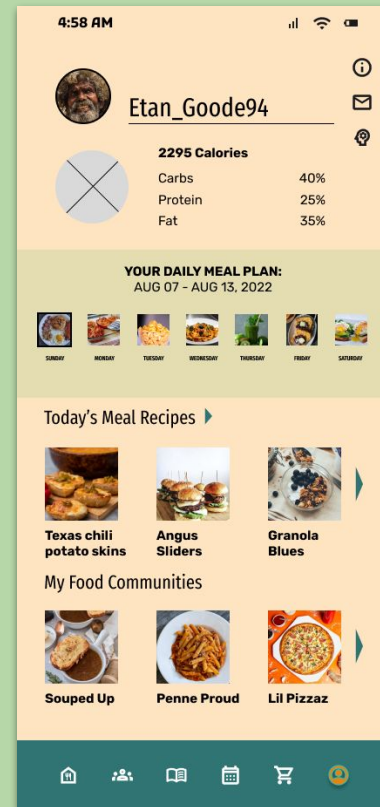 4:58 AM
Etan_Goode94
2295 Calories
Carbs 40%
Protein 25%
Fat 35%
YOUR DAILY MEAL PLAN:
AUG 07 - AUG 13, 2022
SUNDAY MONDAY TUESDAY WEDNESDAY THURSDAY FRIDAY SATURDAY
Today's Meal Recipes
Texas chili potato skins
Angus Sliders
Granola Blues
My Food Communities
Souped Up Penne Proud Lil Pizzaz